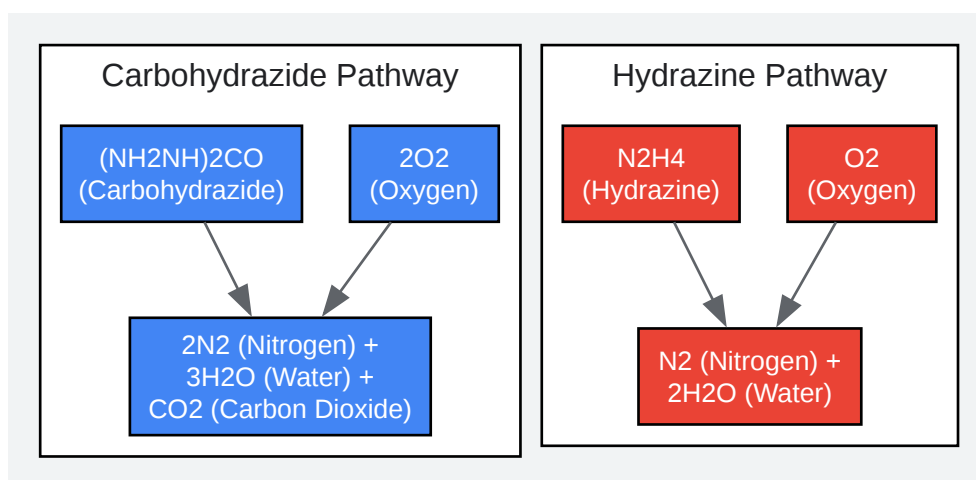 Carbohydrazide Pathway
(NH2NH)2CO
(Carbohydrazide)
2O2
(Oxygen)
2N2 (Nitrogen) +
3H2O (Water) +
CO2 (Carbon Dioxide)
Hydrazine Pathway
N2H4
(Hydrazine)
O2
(Oxygen)
N2 (Nitrogen) +
2H2O (Water)